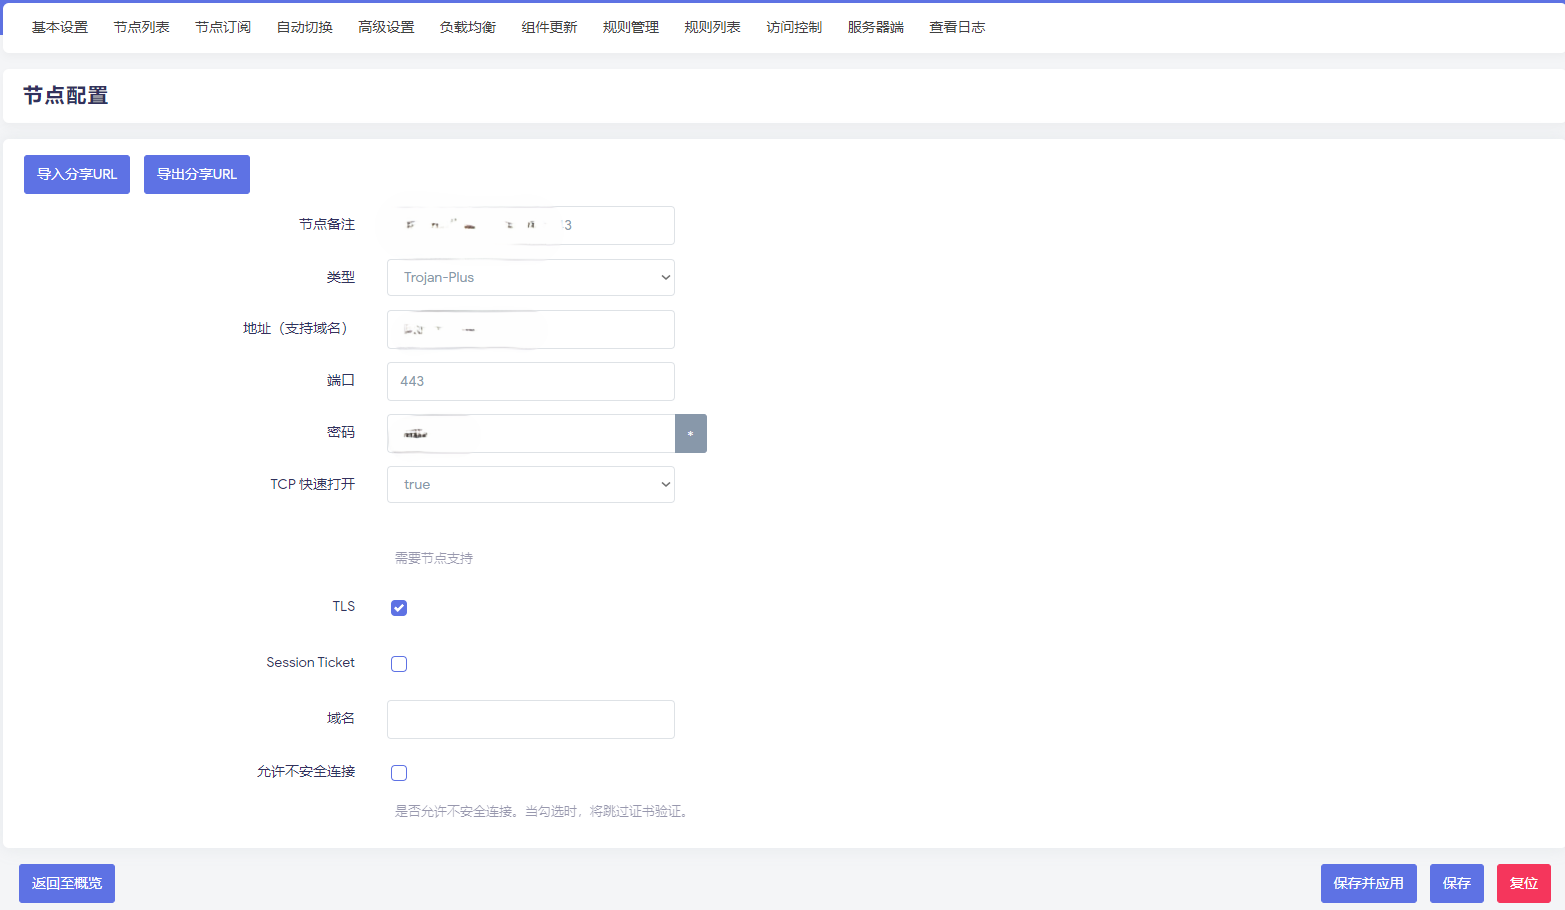 基本设置 节点列表 节点订阅 自动切换 高级设置 负载均衡 组件更新 规则管理 规则列表 访问控制 服务器端 查看日志
节点配置
导入分享URL 导出分享URL
节点备注 3
类型 Trojan-Plus
地址（支持域名）
端口 443
密码 *
TCP 快速打开 true
需要节点支持
TLS
Session Ticket
域名
允许不安全连接
是否允许不安全连接。当勾选时，将跳过证书验证。
返回至概览 保存并应用 保存 复位